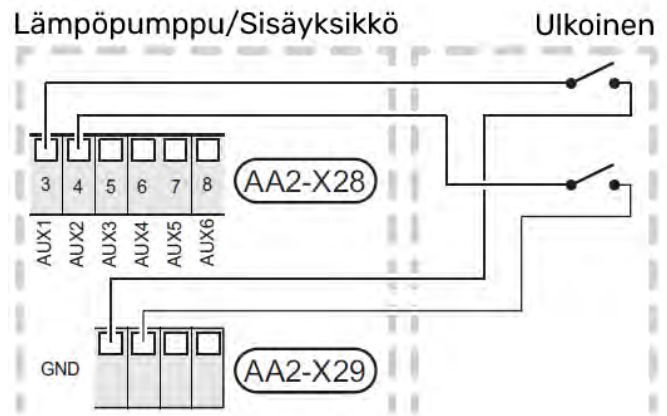 Lämpöpumppu/Sisäyksikkö Ulkoinen
3 4 5 6 7 8 AA2-X28
AUX1 AUX2 AUX3 AUX4 AUX5 AUX6
GND AA2-X29